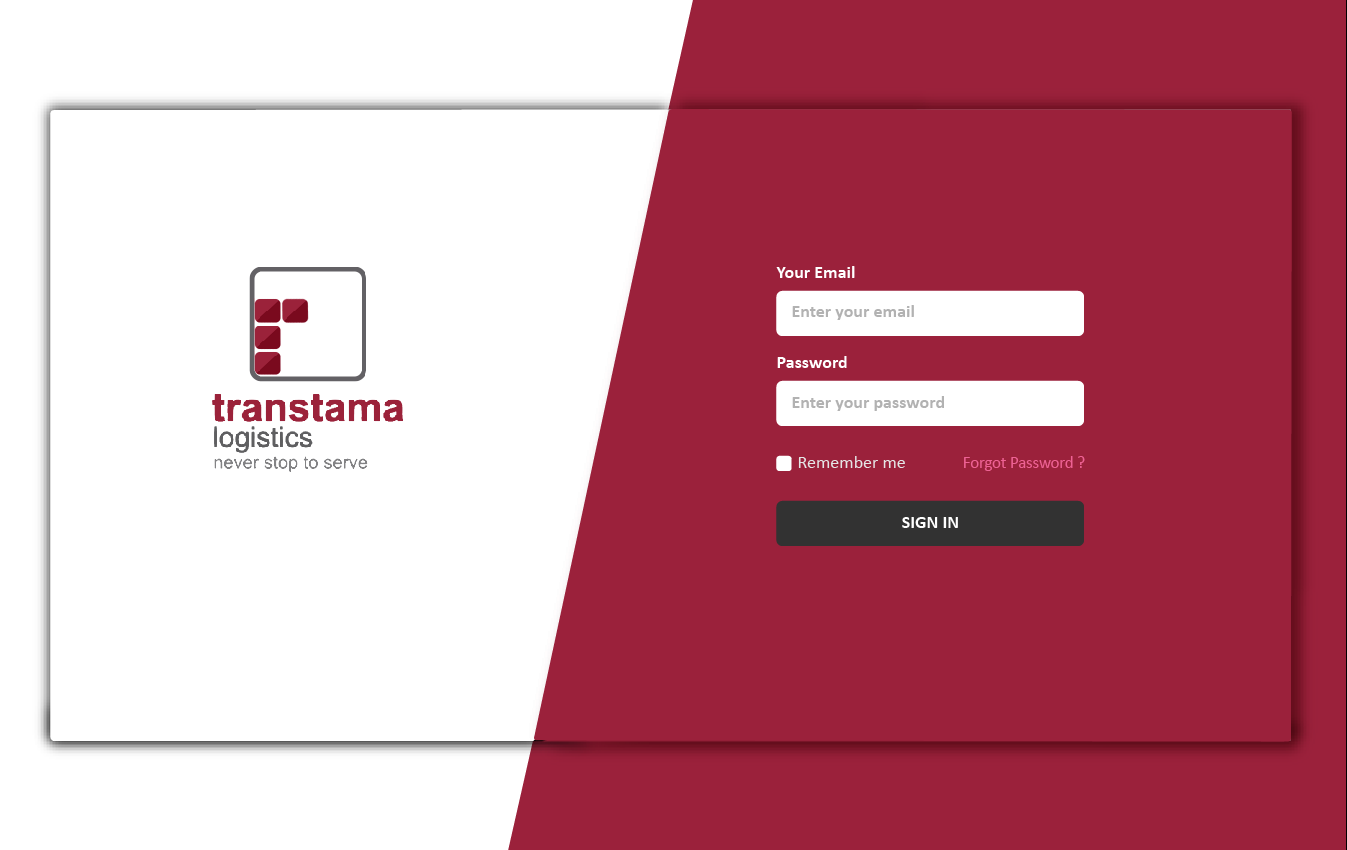 transtama
logistics
never stop to serve
Your Email
Enter your email
Password
Enter your password
Remember me
Forgot Password ?
SIGN IN